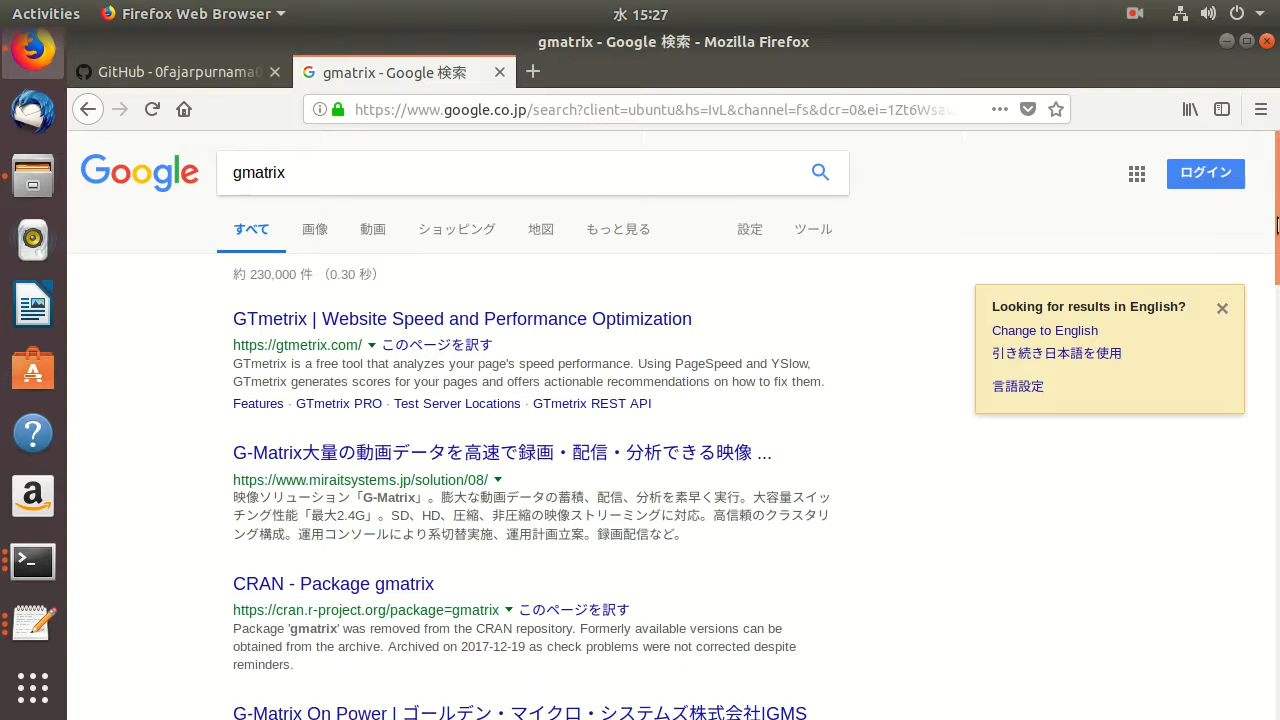 Activities
Firefox Web Browser
水 15:27
gmatrix - Google 検索 - Mozilla Firefox
GitHub - 0fajarpurnama0
gmatrix - Google 検索
https://www.google.co.jp/search?client=ubuntu&hs=IvL&channel=fs&dcr=0&ei=1Zt6Wsaw
Google
gmatrix
ログイン
すべて 画像 動画 ショッピング 地図 もっと見る 設定 ツール
約 230,000 件 （0.30 秒）
GTmetrix | Website Speed and Performance Optimization
https://gtmetrix.com/ このページを訳す
GTmetrix is a free tool that analyzes your page's speed performance. Using PageSpeed and YSlow,
GTmetrix generates scores for your pages and offers actionable recommendations on how to fix them.
Features · GTmetrix PRO · Test Server Locations · GTmetrix REST API
Looking for results in English?
Change to English
引き続き日本語を使用
言語設定
G-Matrix大量の動画データを高速で録画・配信・分析できる映像 ...
https://www.miraitsystems.jp/solution/08/
映像ソリューション「G-Matrix」。膨大な動画データの蓄積、配信、分析を素早く実行。大容量スイッ
チング性能「最大2.4G」。SD、HD、圧縮、非圧縮の映像ストリーミングに対応。高信頼のクラスタリ
ング構成。運用コンソールにより系切替実施、運用計画立案。録画配信など。
CRAN - Package gmatrix
https://cran.r-project.org/package=gmatrix このページを訳す
Package 'gmatrix' was removed from the CRAN repository. Formerly available versions can be
obtained from the archive. Archived on 2017-12-19 as check problems were not corrected despite
reminders.
G-Matrix On Power | ゴールデン・マイクロ・システムズ株式会社|GMS